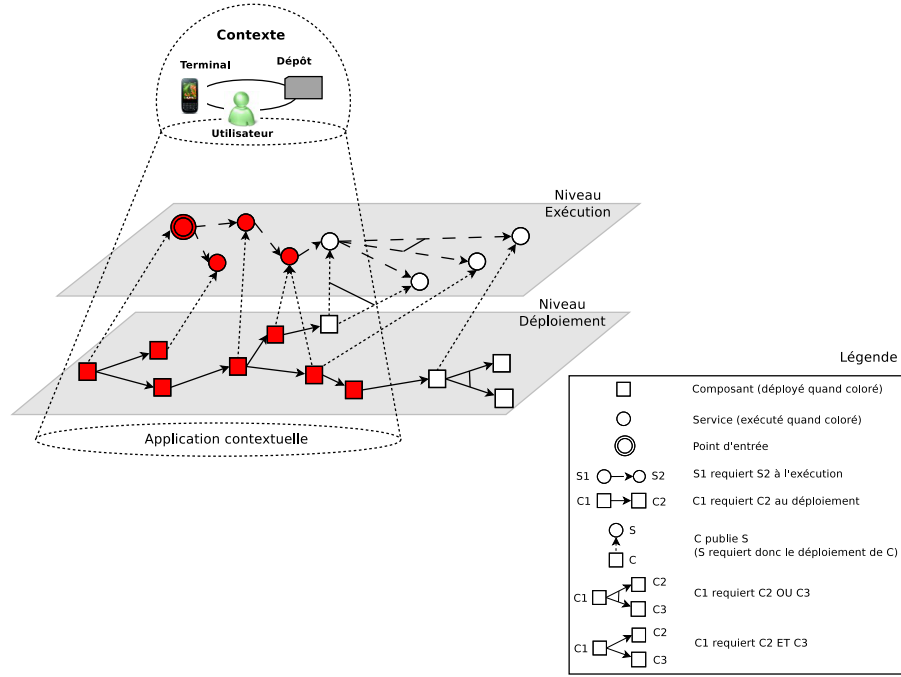 Contexte
Dépôt
Terminal
Utilisateur
Niveau
Exécution
Niveau
Déploiement
Application contextuelle
Légende
Composant (déployé quand coloré)
Service (exécuté quand coloré)
Point d'entrée
S1 S2 S1 requiert S2 à l'exécution
C1 C2 C1 requiert C2 au déploiement
S
C publie S
(S requiert donc le déploiement de C)
C
C2
C1 C1 requiert C2 OU C3
C3
C2
C1 C1 requiert C2 ET C3
C3